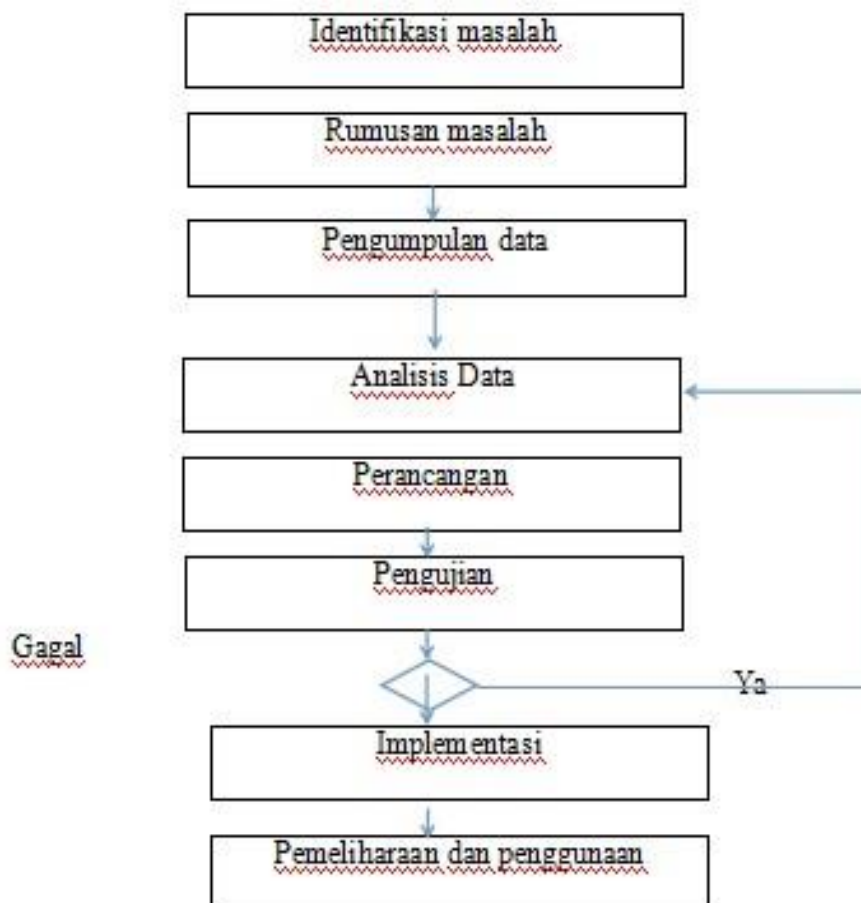 Identifikasi masalah
Rumusan masalah
Pengumpulan data
Analisis Data
Perancangan
Pengujian
Gagal
Ya
Implementasi
Pemeliharaan dan penggunaan